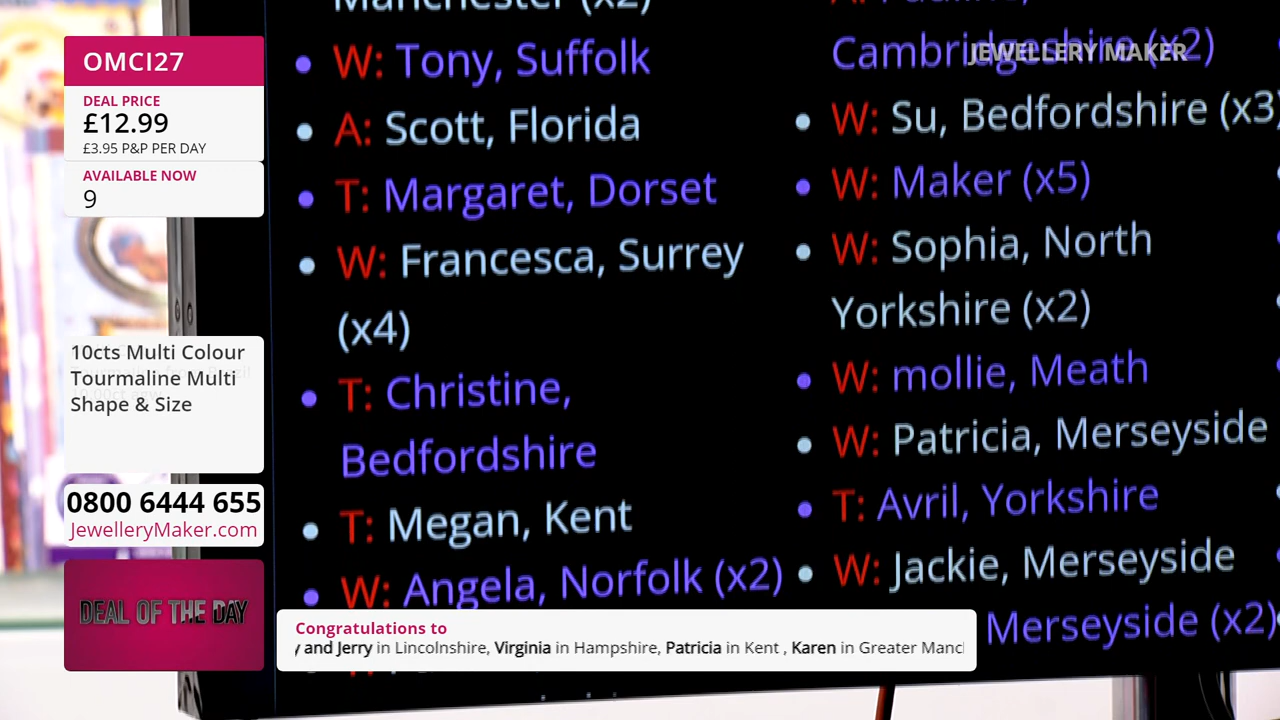 OMCI27
DEAL PRICE
£12.99
£3.95 P&P PER DAY
AVAILABLE NOW
9
10cts Multi Colour
Tourmaline Multi
Shape & Size
0800 6444 655
JewelleryMaker.com
DEAL OF THE DAY
Manchester (x2)
W: Tony, Suffolk
A: Scott, Florida
T: Margaret, Dorset
W: Francesca, Surrey
(x4)
T: Christine,
Bedfordshire
T: Megan, Kent
W: Angela, Norfolk (x2)
JEWELLERY MAKER
Cambridgeshire (x2)
W: Su, Bedfordshire (x3)
W: Maker (x5)
W: Sophia, North
Yorkshire (x2)
W: mollie, Meath
W: Patricia, Merseyside
T: Avril, Yorkshire
W: Jackie, Merseyside
Merseyside (x2)
Congratulations to
y and Jerry in Lincolnshire, Virginia in Hampshire, Patricia in Kent , Karen in Greater Manc